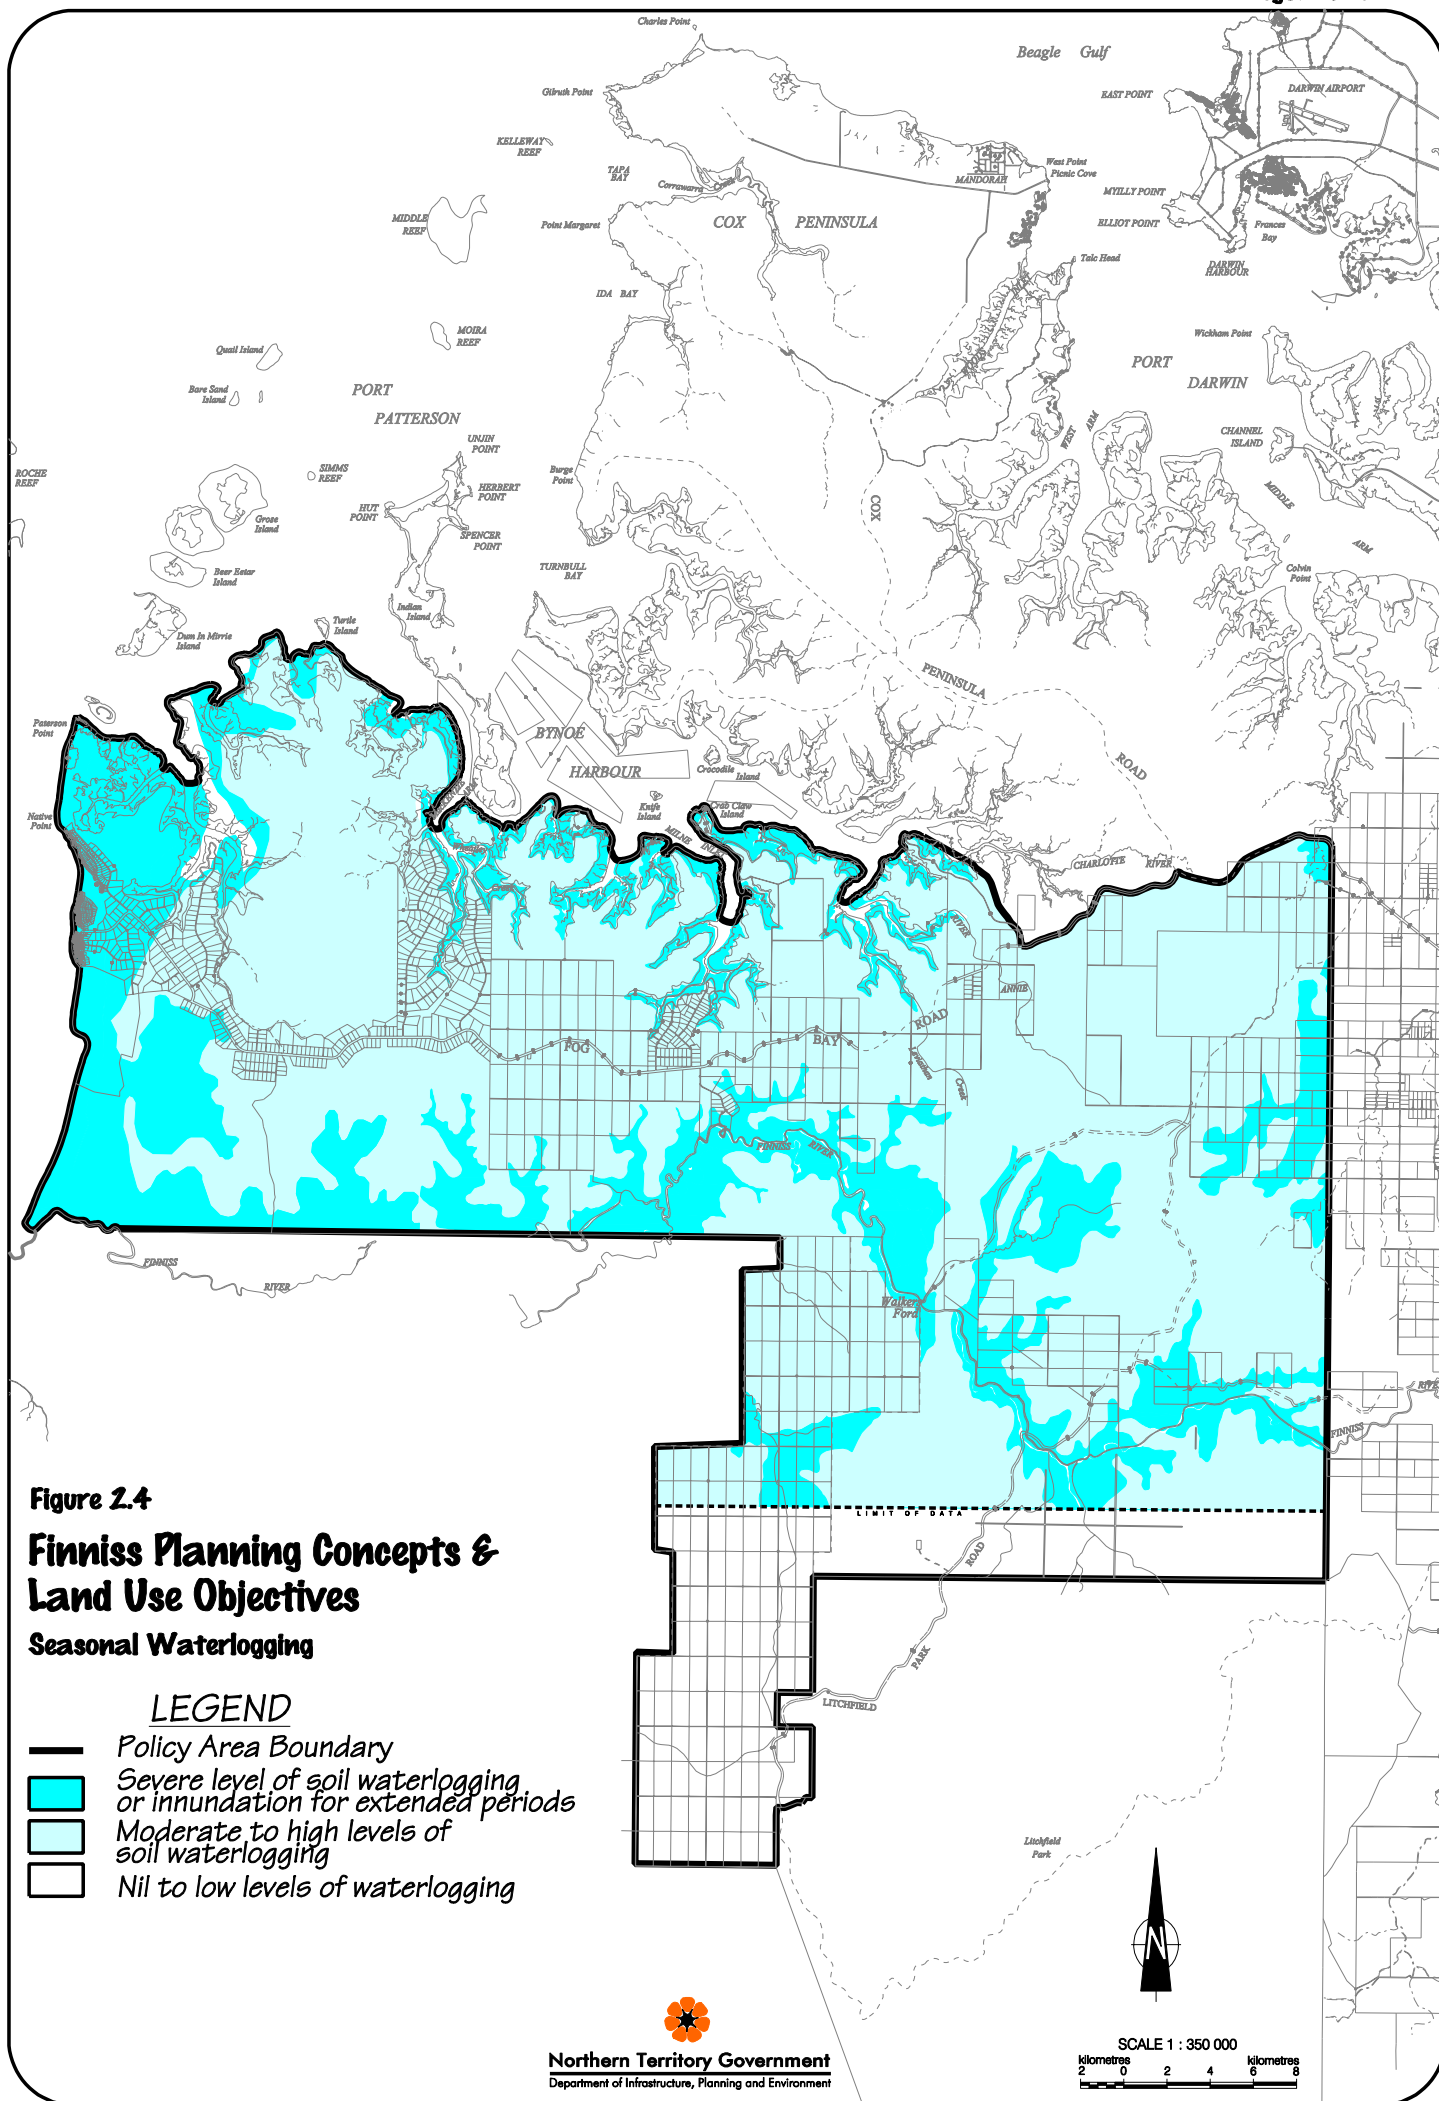 Charles Point
Beagle Gulf
Gilruth Point
EAST POINT
DARWIN AIRPORT
KELLEWAY
REEF
TAPA
BAY
Corrawarra Creek
MANDORAH
West Point
Picnic Cove
MYILLY POINT
MIDDLE
REEF
Point Margaret
COX PENINSULA
ELLIOT POINT
Frances
Bay
DARWIN
HARBOUR
Talc Head
IDA BAY
MOIRA
REEF
Quail Island
Wickham Point
PORT
DARWIN
Bare Sand
Island
PORT
PATTERSON
WEST ARM
CHANNEL
ISLAND
UNJIN
POINT
ROCHE
REEF
SIMMS
REEF
Burge
Point
HERBERT
POINT
MIDDLE
ARM
HUT
POINT
COX
Grose
Island
SPENCER
POINT
TURNBULL
BAY
Beer Eetar
Island
Colvin
Point
Indian
Island
Turtle
Island
Dum In Mirrie
Island
PENINSULA
Paterson
Point
BYNOE
HARBOUR
Crocodile
Island
ROAD
Knife
Island
Crab Claw
Island
Native
Point
MILNE INLET
Wheatley
Creek
CHARLOTTE RIVER
RIVER
ANNIE
FOG BAY ROAD
Leviathan
Creek
FINNISS RIVER
FINNISS
RIVER
Walkers
Ford
RIVE
FINNISS
LIMIT OF DATA
ROAD
PARK
LITCHFIELD
Figure 2.4
Finniss Planning Concepts &
Land Use Objectives
Seasonal Waterlogging
LEGEND
Policy Area Boundary
Severe level of soil waterlogging
or innundation for extended periods
Moderate to high levels of
soil waterlogging
Nil to low levels of waterlogging
Litchfield
Park
N
Northern Territory Government
Department of Infrastructure, Planning and Environment
SCALE 1 : 350 000
kilometres kilometres
2 0 2 4 6 8